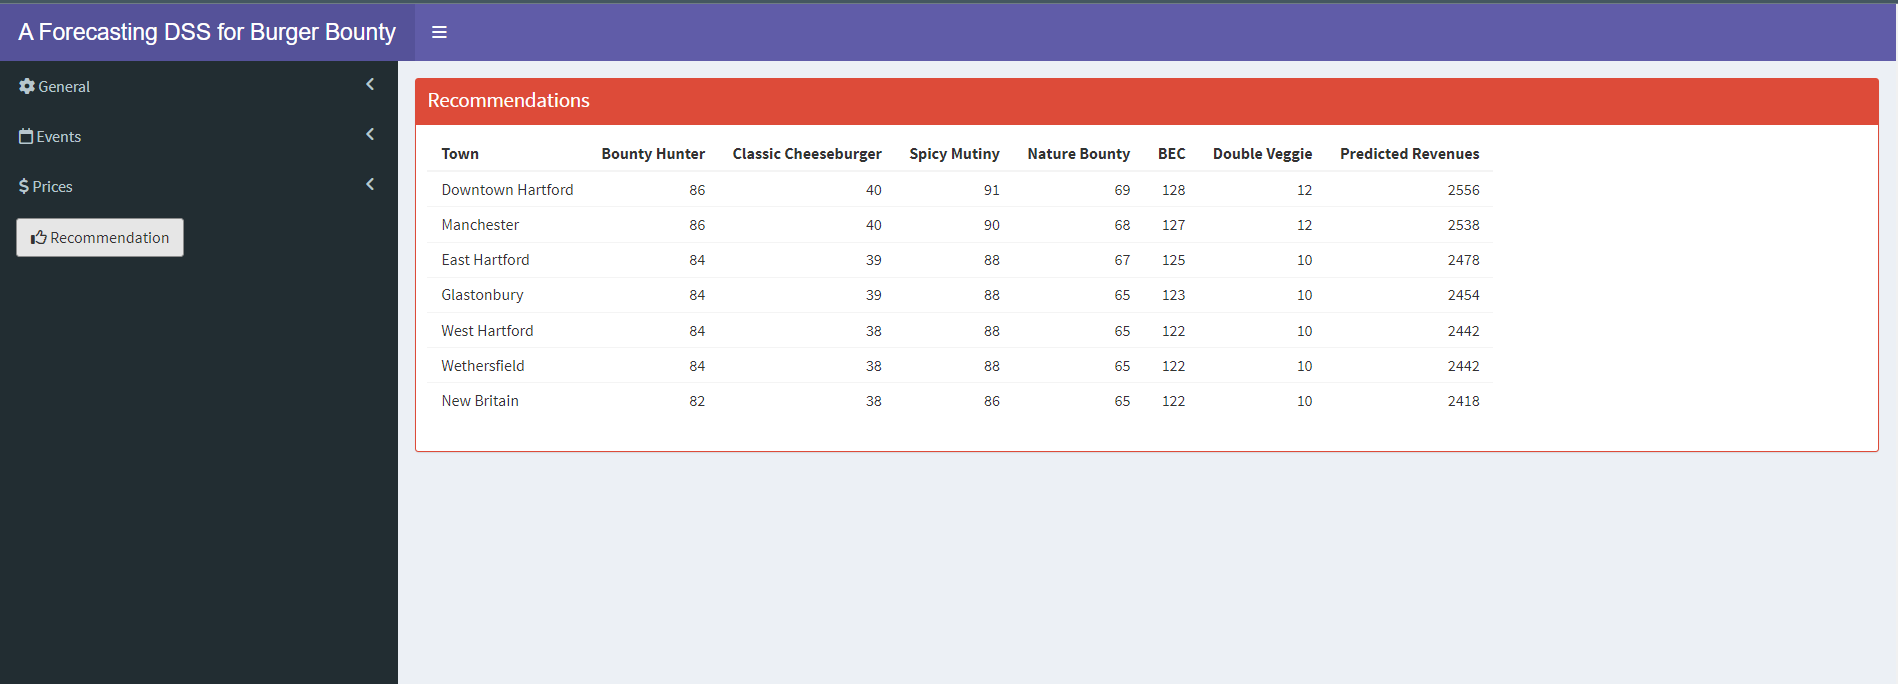 A Forecasting DSS for Burger Bounty
General
Events
$ Prices
Recommendation
Recommendations
Town Bounty Hunter Classic Cheeseburger Spicy Mutiny Nature Bounty BEC Double Veggie Predicted Revenues
Downtown Hartford 86 40 91 69 128 12 2556
Manchester 86 40 90 68 127 12 2538
East Hartford 84 39 88 67 125 10 2478
Glastonbury 84 39 88 65 123 10 2454
West Hartford 84 38 88 65 122 10 2442
Wethersfield 84 38 88 65 122 10 2442
New Britain 82 38 86 65 122 10 2418